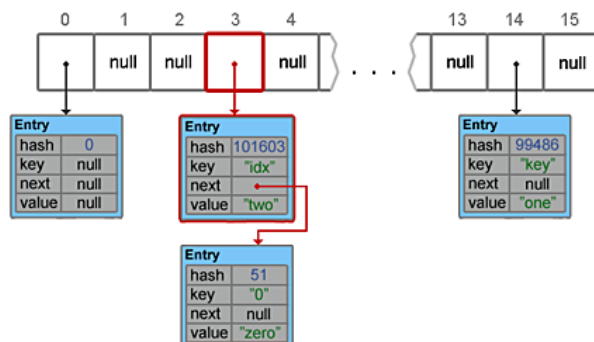 0 1 2 3 4 13 14 15
null null null . . . null null
Entry
hash 0
key null
next null
value null
Entry
hash 101603
key "idx"
next
value "two"
Entry
hash 99486
key "key"
next null
value "one"
Entry
hash 51
key "0"
next null
value "zero"